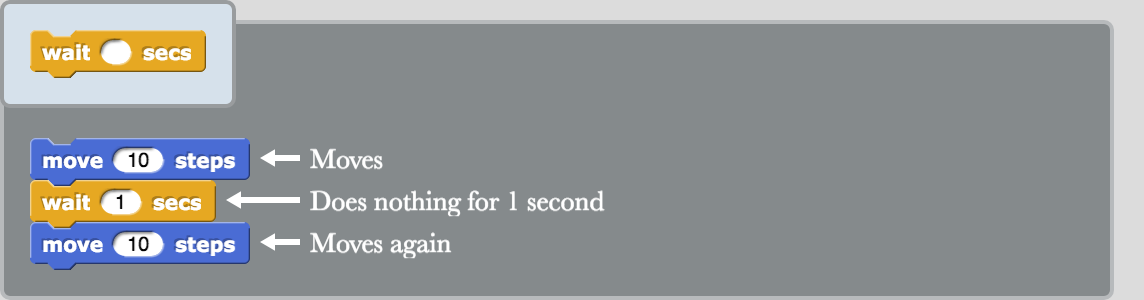 wait secs
move 10 steps Moves
wait 1 secs Does nothing for 1 second
move 10 steps Moves again